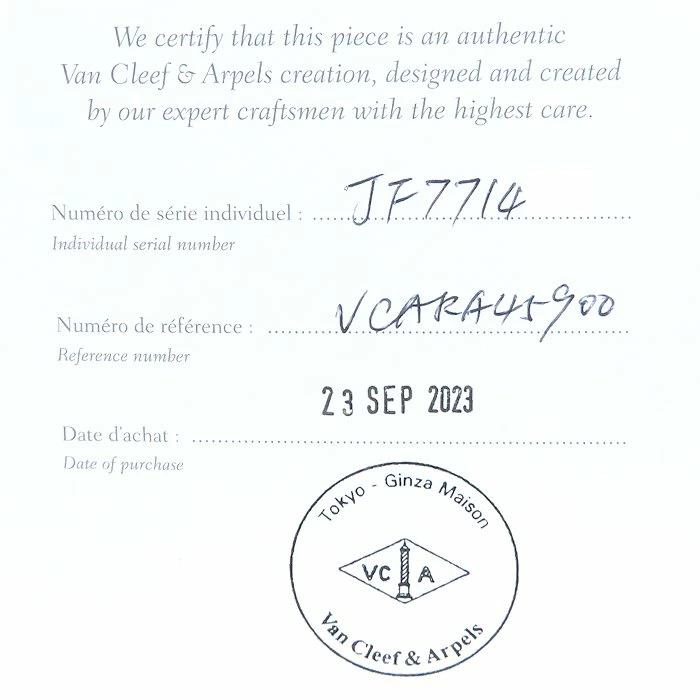 We certify that this piece is an authentic
Van Cleef & Arpels creation, designed and created
by our expert craftsmen with the highest care.
Numéro de série individuel : JF7714
Individual serial number
Numéro de référence : VCARA45900
Reference number
23 SEP 2023
Date d'achat :
Date of purchase
Tokyo - Ginza Maison
VC A
Van Cleef & Arpels